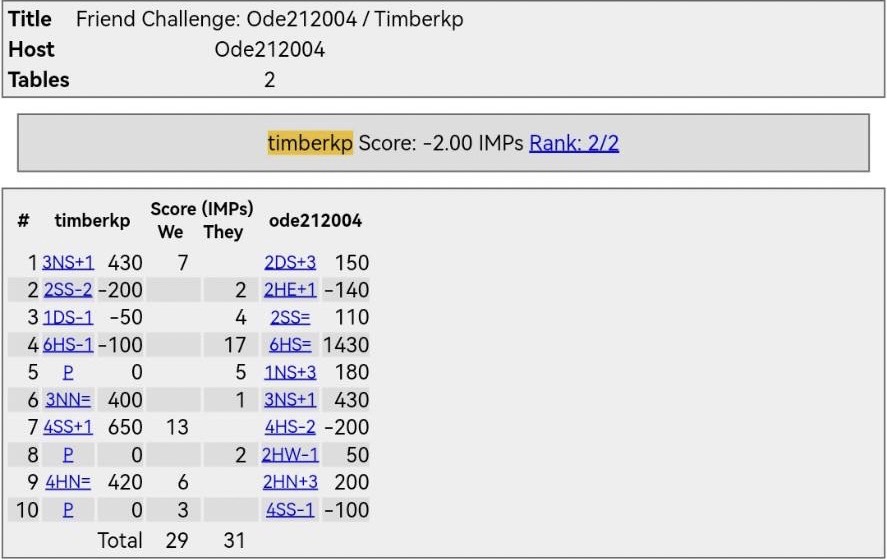 Title Friend Challenge: Ode212004 / Timberkp
Host Ode212004
Tables 2
timberkp Score: -2.00 IMPs Rank: 2/2
# timberkp Score (IMPs) We They ode212004
1 3NS+1 430 7 2DS+3 150
2 2SS-2 -200 2 2HE+1 -140
3 1DS-1 -50 4 2SS= 110
4 6HS-1 -100 17 6HS= 1430
5 P 0 5 1NS+3 180
6 3NN= 400 1 3NS+1 430
7 4SS+1 650 13 4HS-2 -200
8 P 0 2 2HW-1 50
9 4HN= 420 6 2HN+3 200
10 P 0 3 4SS-1 -100
Total 29 31